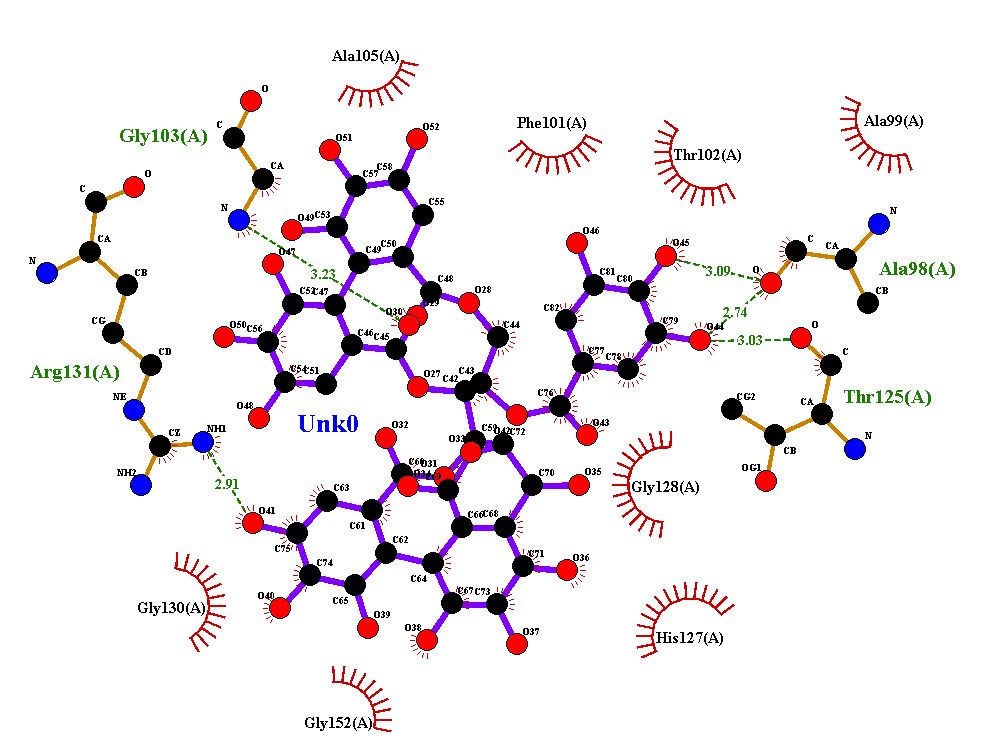 Ala105(A)
O
C
Gly103(A)
CA
N
O51
O52
C57
C58
O49
C53
C55
C49
C50
Phe101(A)
Thr102(A)
Ala99(A)
O
C
CA
N
CB
CG
CD
Arg131(A)
NE
CZ
NH1
NH2
2.91
O47
3.23
C47
C48
O28
O30
O29
C44
O50
C56
C46
C45
C54
C51
O27
C42
C43
O48
Unk0
O46
O45
C81
C80
C82
C79
O44
C77
C78
C76
O43
3.09
2.74
3.03
N
C
CA
O
Ala98(A)
CB
O
C
Thr125(A)
CG2
CA
CB
N
OG1
O32
C59
O33
C72
O31
C70
O35
Gly128(A)
C63
O41
C61
C75
C66
C68
C62
C74
C64
C71
O36
C65
O40
O39
C67
C73
O38
O37
Gly130(A)
His127(A)
Gly152(A)